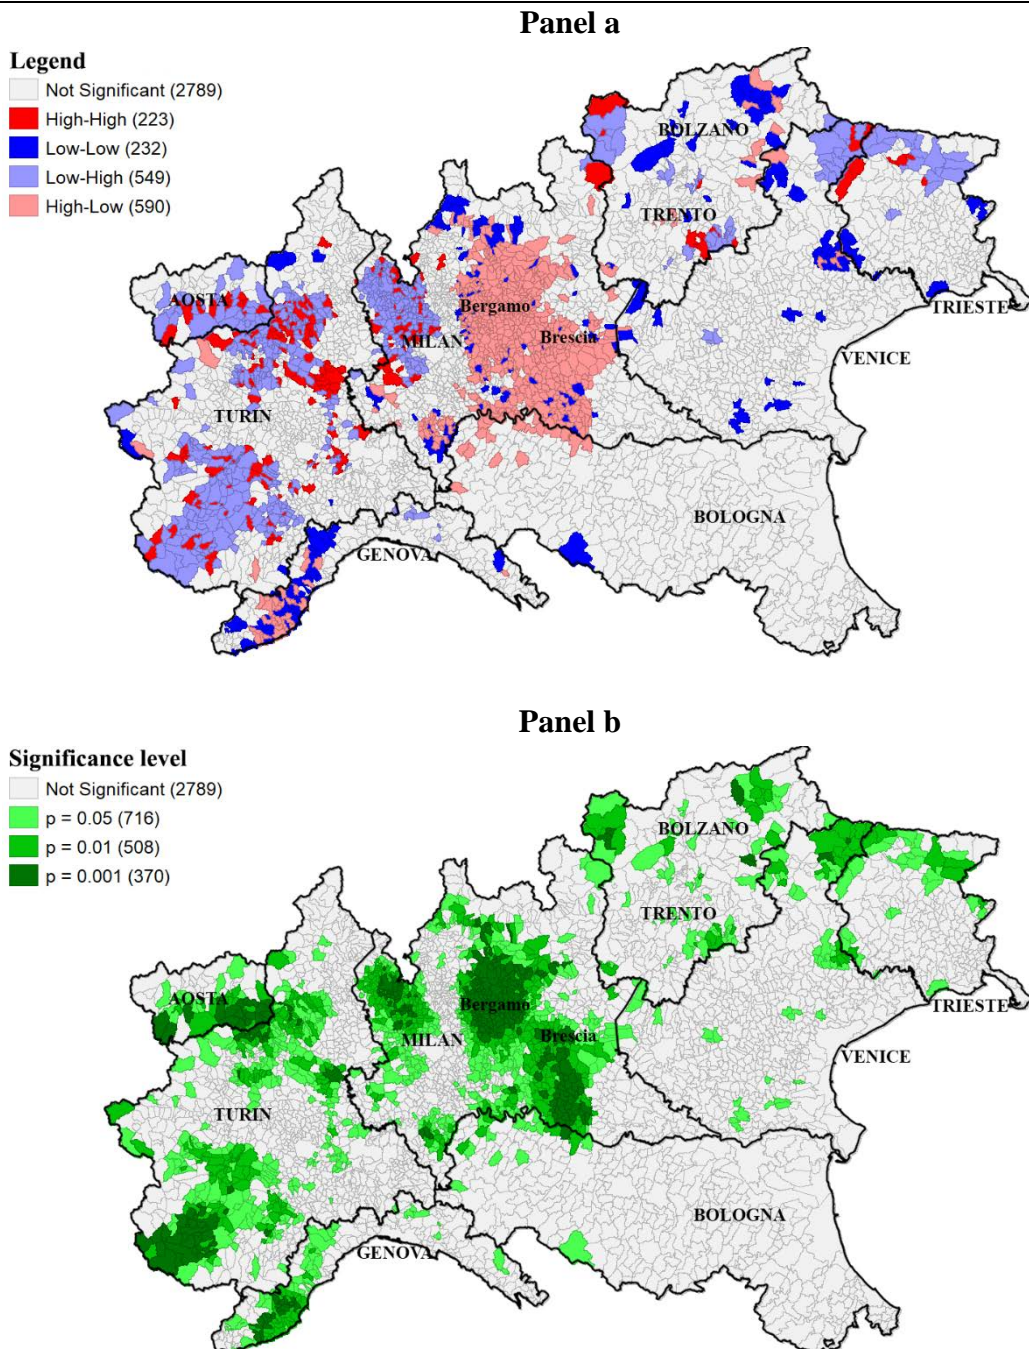 Panel a
Legend
Not Significant (2789)
High-High (223)
Low-Low (232)
Low-High (549)
High-Low (590)
BOLZANO
TRENTO
AOSTA
Bergamo
TRIESTE
MILAN
Brescia
VENICE
TURIN
BOLOGNA
GENOVA
Panel b
Significance level
Not Significant (2789)
p = 0.05 (716)
p = 0.01 (508)
p = 0.001 (370)
BOLZANO
TRENTO
AOSTA
Bergamo
TRIESTE
MILAN
Brescia
VENICE
TURIN
BOLOGNA
GENOVA